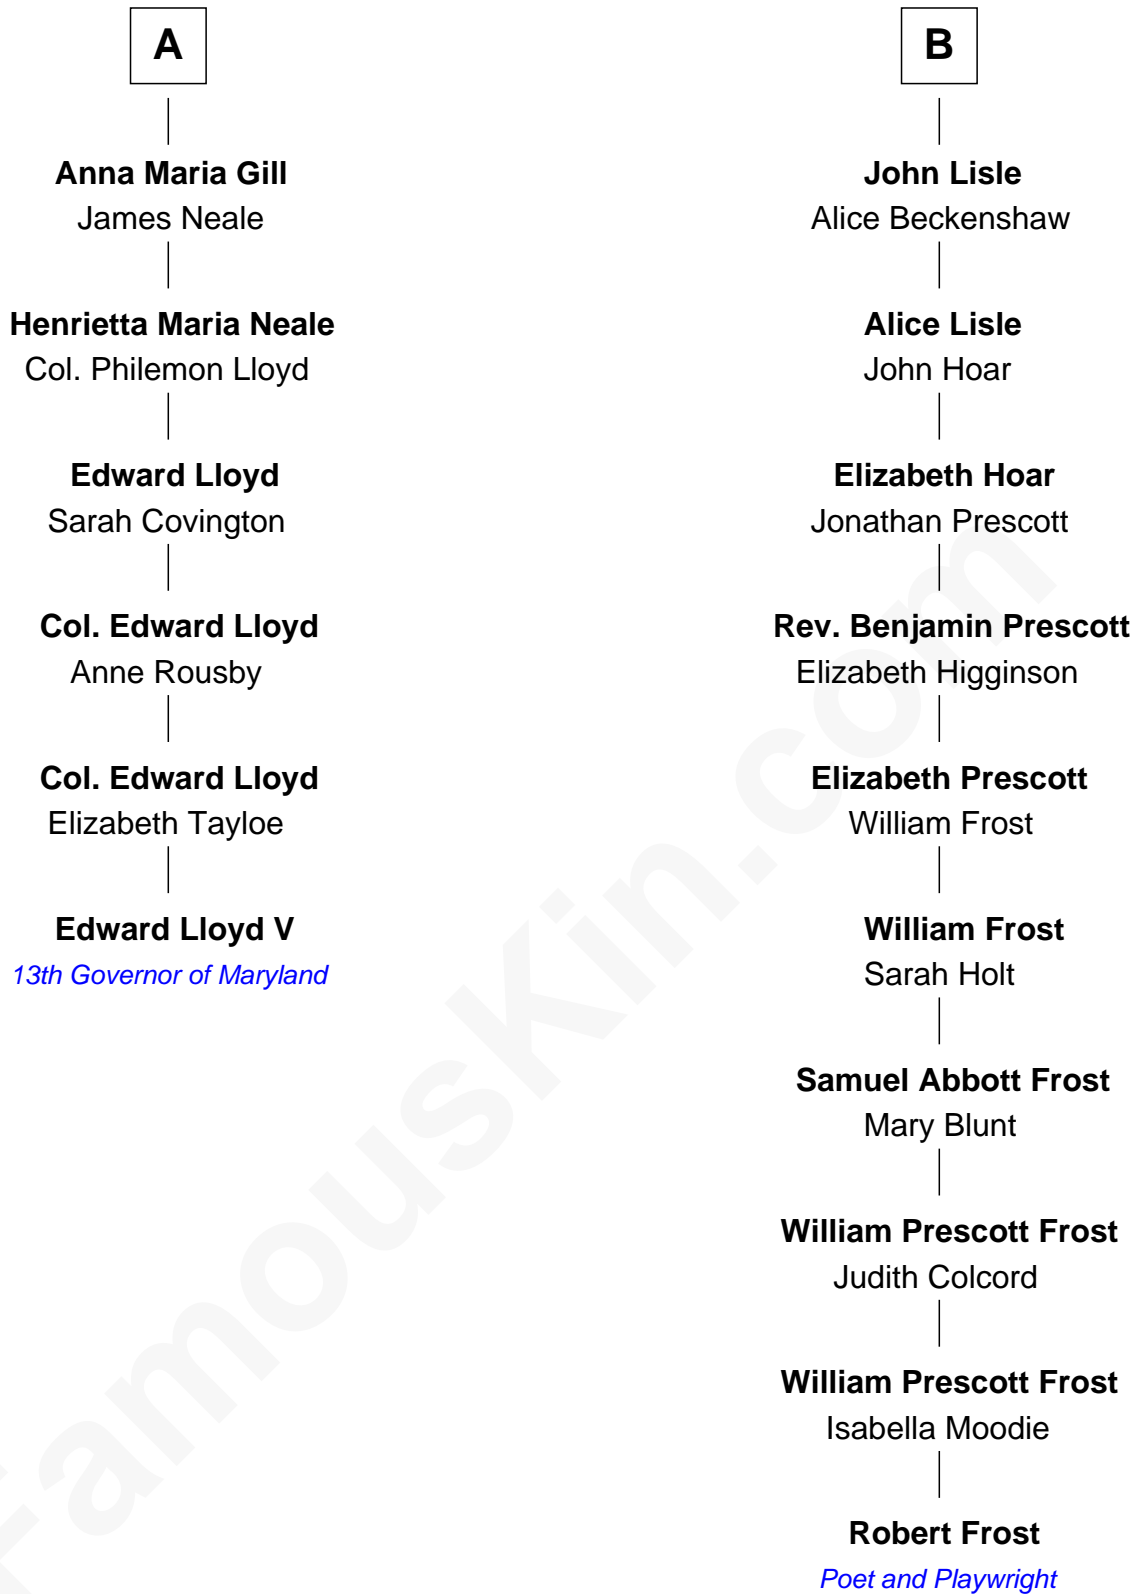 A
Anna Maria Gill
James Neale
Henrietta Maria Neale
Col. Philemon Lloyd
Edward Lloyd
Sarah Covington
Col. Edward Lloyd
Anne Rousby
Col. Edward Lloyd
Elizabeth Tayloe
Edward Lloyd V
13th Governor of Maryland
B
John Lisle
Alice Beckenshaw
Alice Lisle
John Hoar
Elizabeth Hoar
Jonathan Prescott
Rev. Benjamin Prescott
Elizabeth Higginson
Elizabeth Prescott
William Frost
William Frost
Sarah Holt
Samuel Abbott Frost
Mary Blunt
William Prescott Frost
Judith Colcord
William Prescott Frost
Isabella Moodie
Robert Frost
Poet and Playwright
FamousKin.com